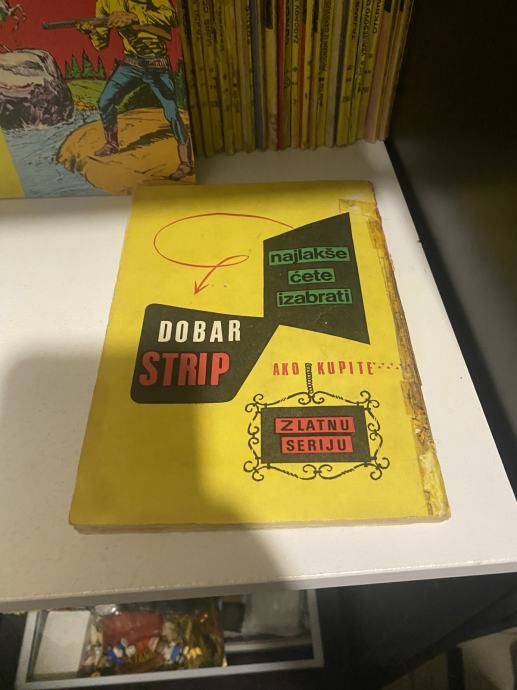 najlakše
ćete
izabrati
DOBAR
STRIP
AKO KUPITE....
ZLATNU
SERIJU